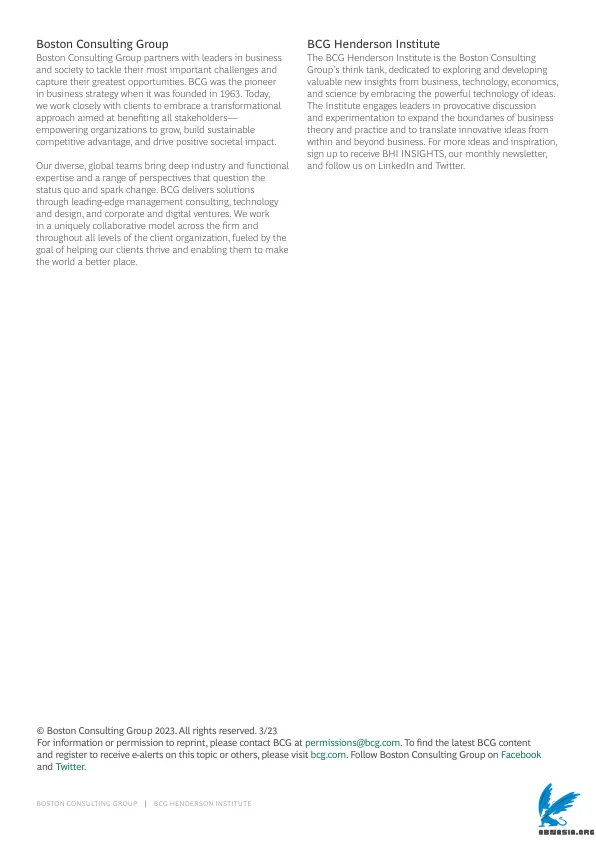 Boston Consulting Group
Boston Consulting Group partners with leaders in business
and society to tackle their most important challenges and
capture their greatest opportunities. BCG was the pioneer
in business strategy when it was founded in 1963. Today,
we work closely with clients to embrace a transformational
approach aimed at benefiting all stakeholders—
empowering organizations to grow, build sustainable
competitive advantage, and drive positive societal impact.
Our diverse, global teams bring deep industry and functional
expertise and a range of perspectives that question the
status quo and spark change. BCG delivers solutions
through leading-edge management consulting, technology
and design, and corporate and digital ventures. We work
in a uniquely collaborative model across the firm and
throughout all levels of the client organization, fueled by the
goal of helping our clients thrive and enabling them to make
the world a better place.
BCG Henderson Institute
The BCG Henderson Institute is the Boston Consulting
Group's think tank, dedicated to exploring and developing
valuable new insights from business, technology, economics,
and science by embracing the powerful technology of ideas.
The Institute engages leaders in provocative discussion
and experimentation to expand the boundaries of business
theory and practice and to translate innovative ideas from
within and beyond business. For more ideas and inspiration,
sign up to receive BHI INSIGHTS, our monthly newsletter,
and follow us on LinkedIn and Twitter.
© Boston Consulting Group 2023. All rights reserved. 3/23
For information or permission to reprint, please contact BCG at permissions@bcg.com. To find the latest BCG content
and register to receive e-alerts on this topic or others, please visit bcg.com. Follow Boston Consulting Group on Facebook
and Twitter.
BOSTON CONSULTING GROUP | BCG HENDERSON INSTITUTE
ABNASIA.ORG